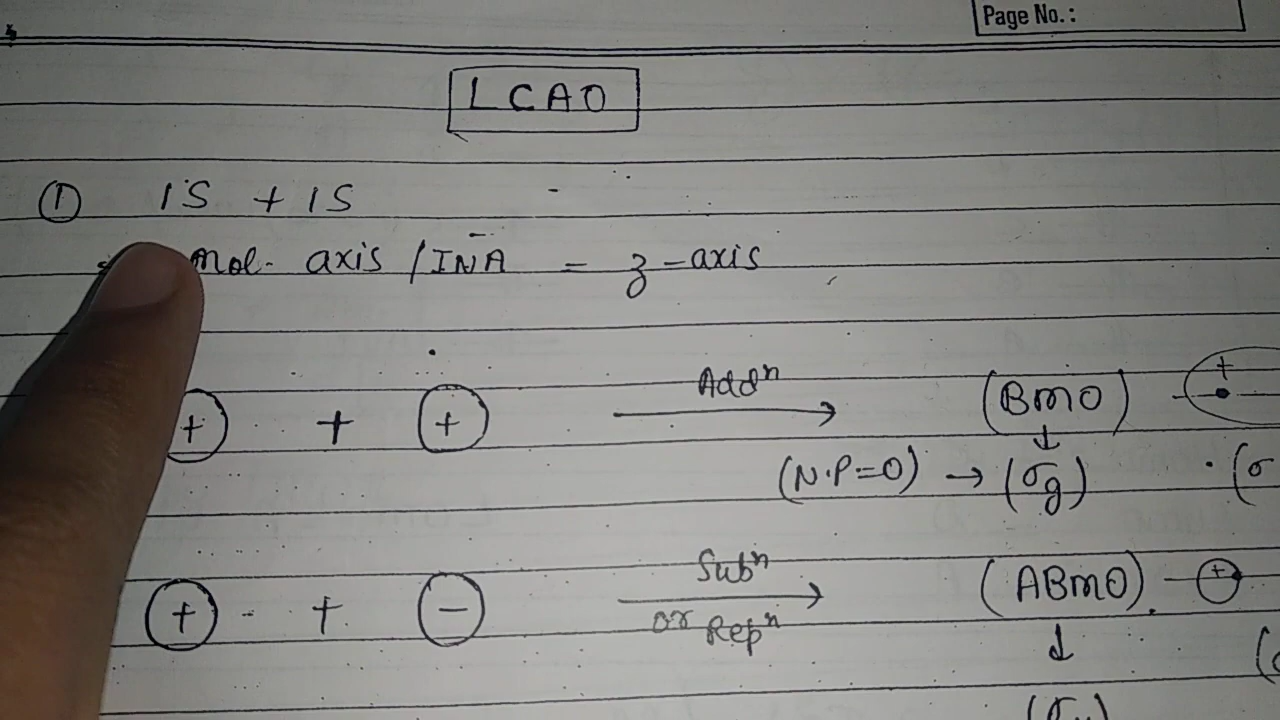 Page No. :
LCAO
① 1S + 1S
mol. axis / INA = z-axis
(+) + (+) Addⁿ → (BMO) +
(N.P=0) → (σg) (σ
(+) + (−) Subⁿ or Repⁿ → (ABMO) (+)
↓